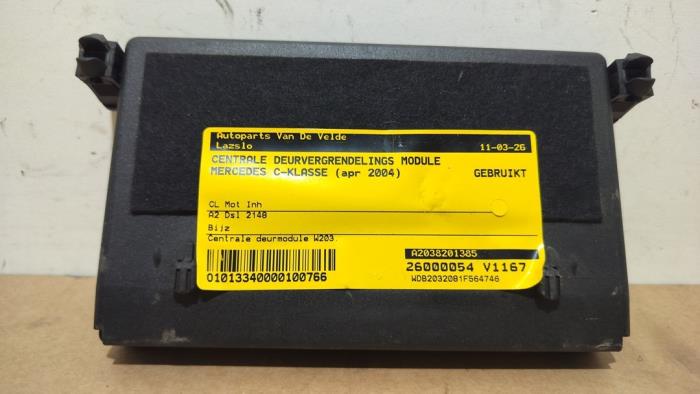 Autoparts Van De Velde
Lazslo 11-03-26
CENTRALE DEURVERGRENDELINGS MODULE
MERCEDES C-KLASSE (apr 2004) GEBRUIKT
CL Mot Inh
A2 Dsl 2148
Bijz
Centrale deurmodule W203.
A2038201385
26000054 V1167
01013340000100766 WDB2032081F564746